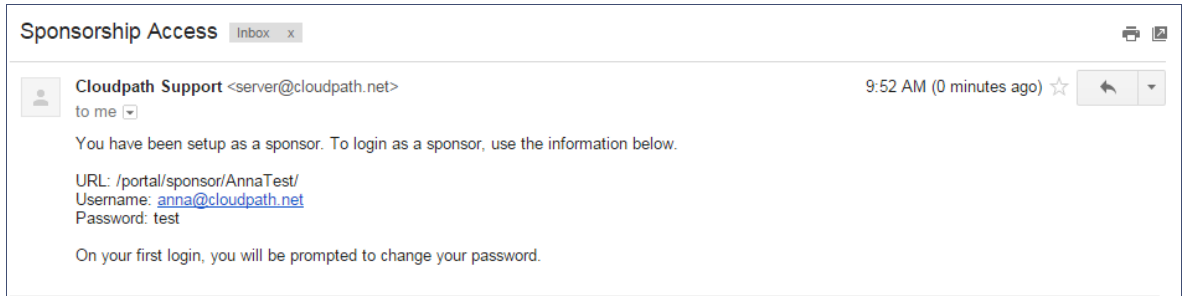 Sponsorship Access Inbox x
Cloudpath Support <server@cloudpath.net> 9:52 AM (0 minutes ago)
to me
You have been setup as a sponsor. To login as a sponsor, use the information below.
URL: /portal/sponsor/AnnaTest/
Username: anna@cloudpath.net
Password: test
On your first login, you will be prompted to change your password.